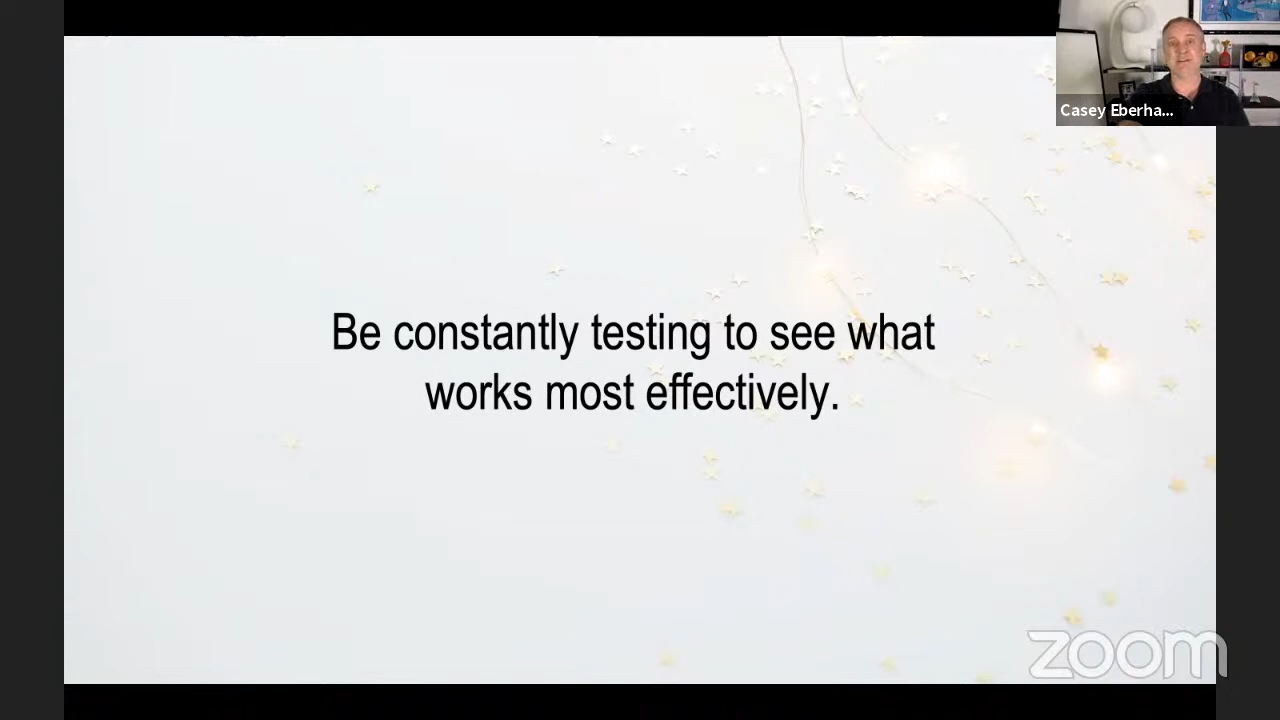 Casey Eberha...
Be constantly testing to see what
works most effectively.
zoom